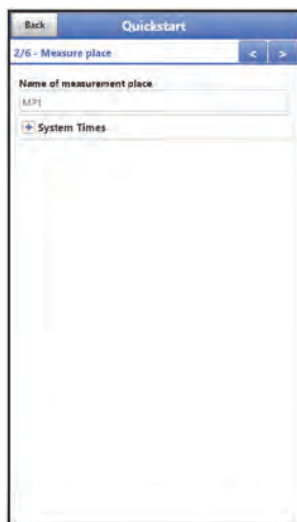 Back Quickstart
2/6 - Measure place < >
Name of measurement place
MP1
+ System Times